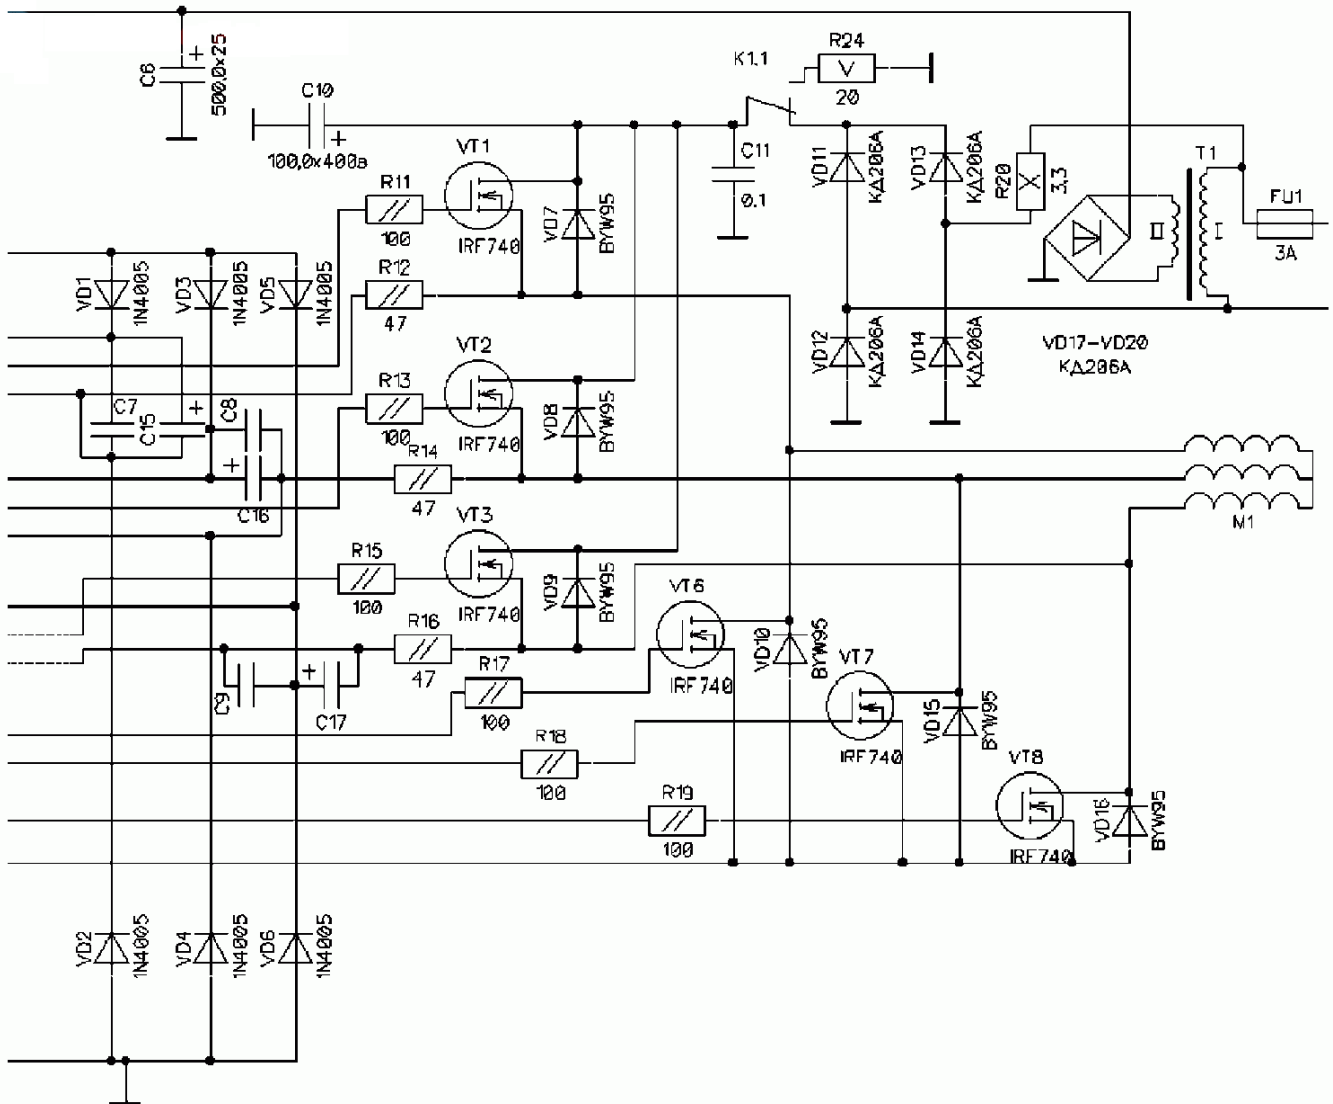 C6
+
500,0x25
C10
+
100,0x400в
K1.1
R24
V
20
VT1
IRF740
R11
100
VD7
BYW95
C11
0.1
VD11
КД206А
VD13
КД206А
R20
3,3
T1
II
I
FU1
3A
VD1
1N4005
VD3
1N4005
VD5
1N4005
R12
47
VD12
КД206А
VD14
КД206А
VD17-VD20
КД206А
VT2
IRF740
R13
100
VD8
BYW95
C7
C15
+
C8
+
C16
R14
47
M1
VT3
IRF740
R15
100
VD9
BYW95
R16
47
C9
+
C17
R17
100
VT6
IRF740
VD10
BYW95
VT7
IRF740
VD15
BYW95
R18
100
VT8
IRF740
VD16
BYW95
R19
100
VD2
1N4005
VD4
1N4005
VD6
1N4005